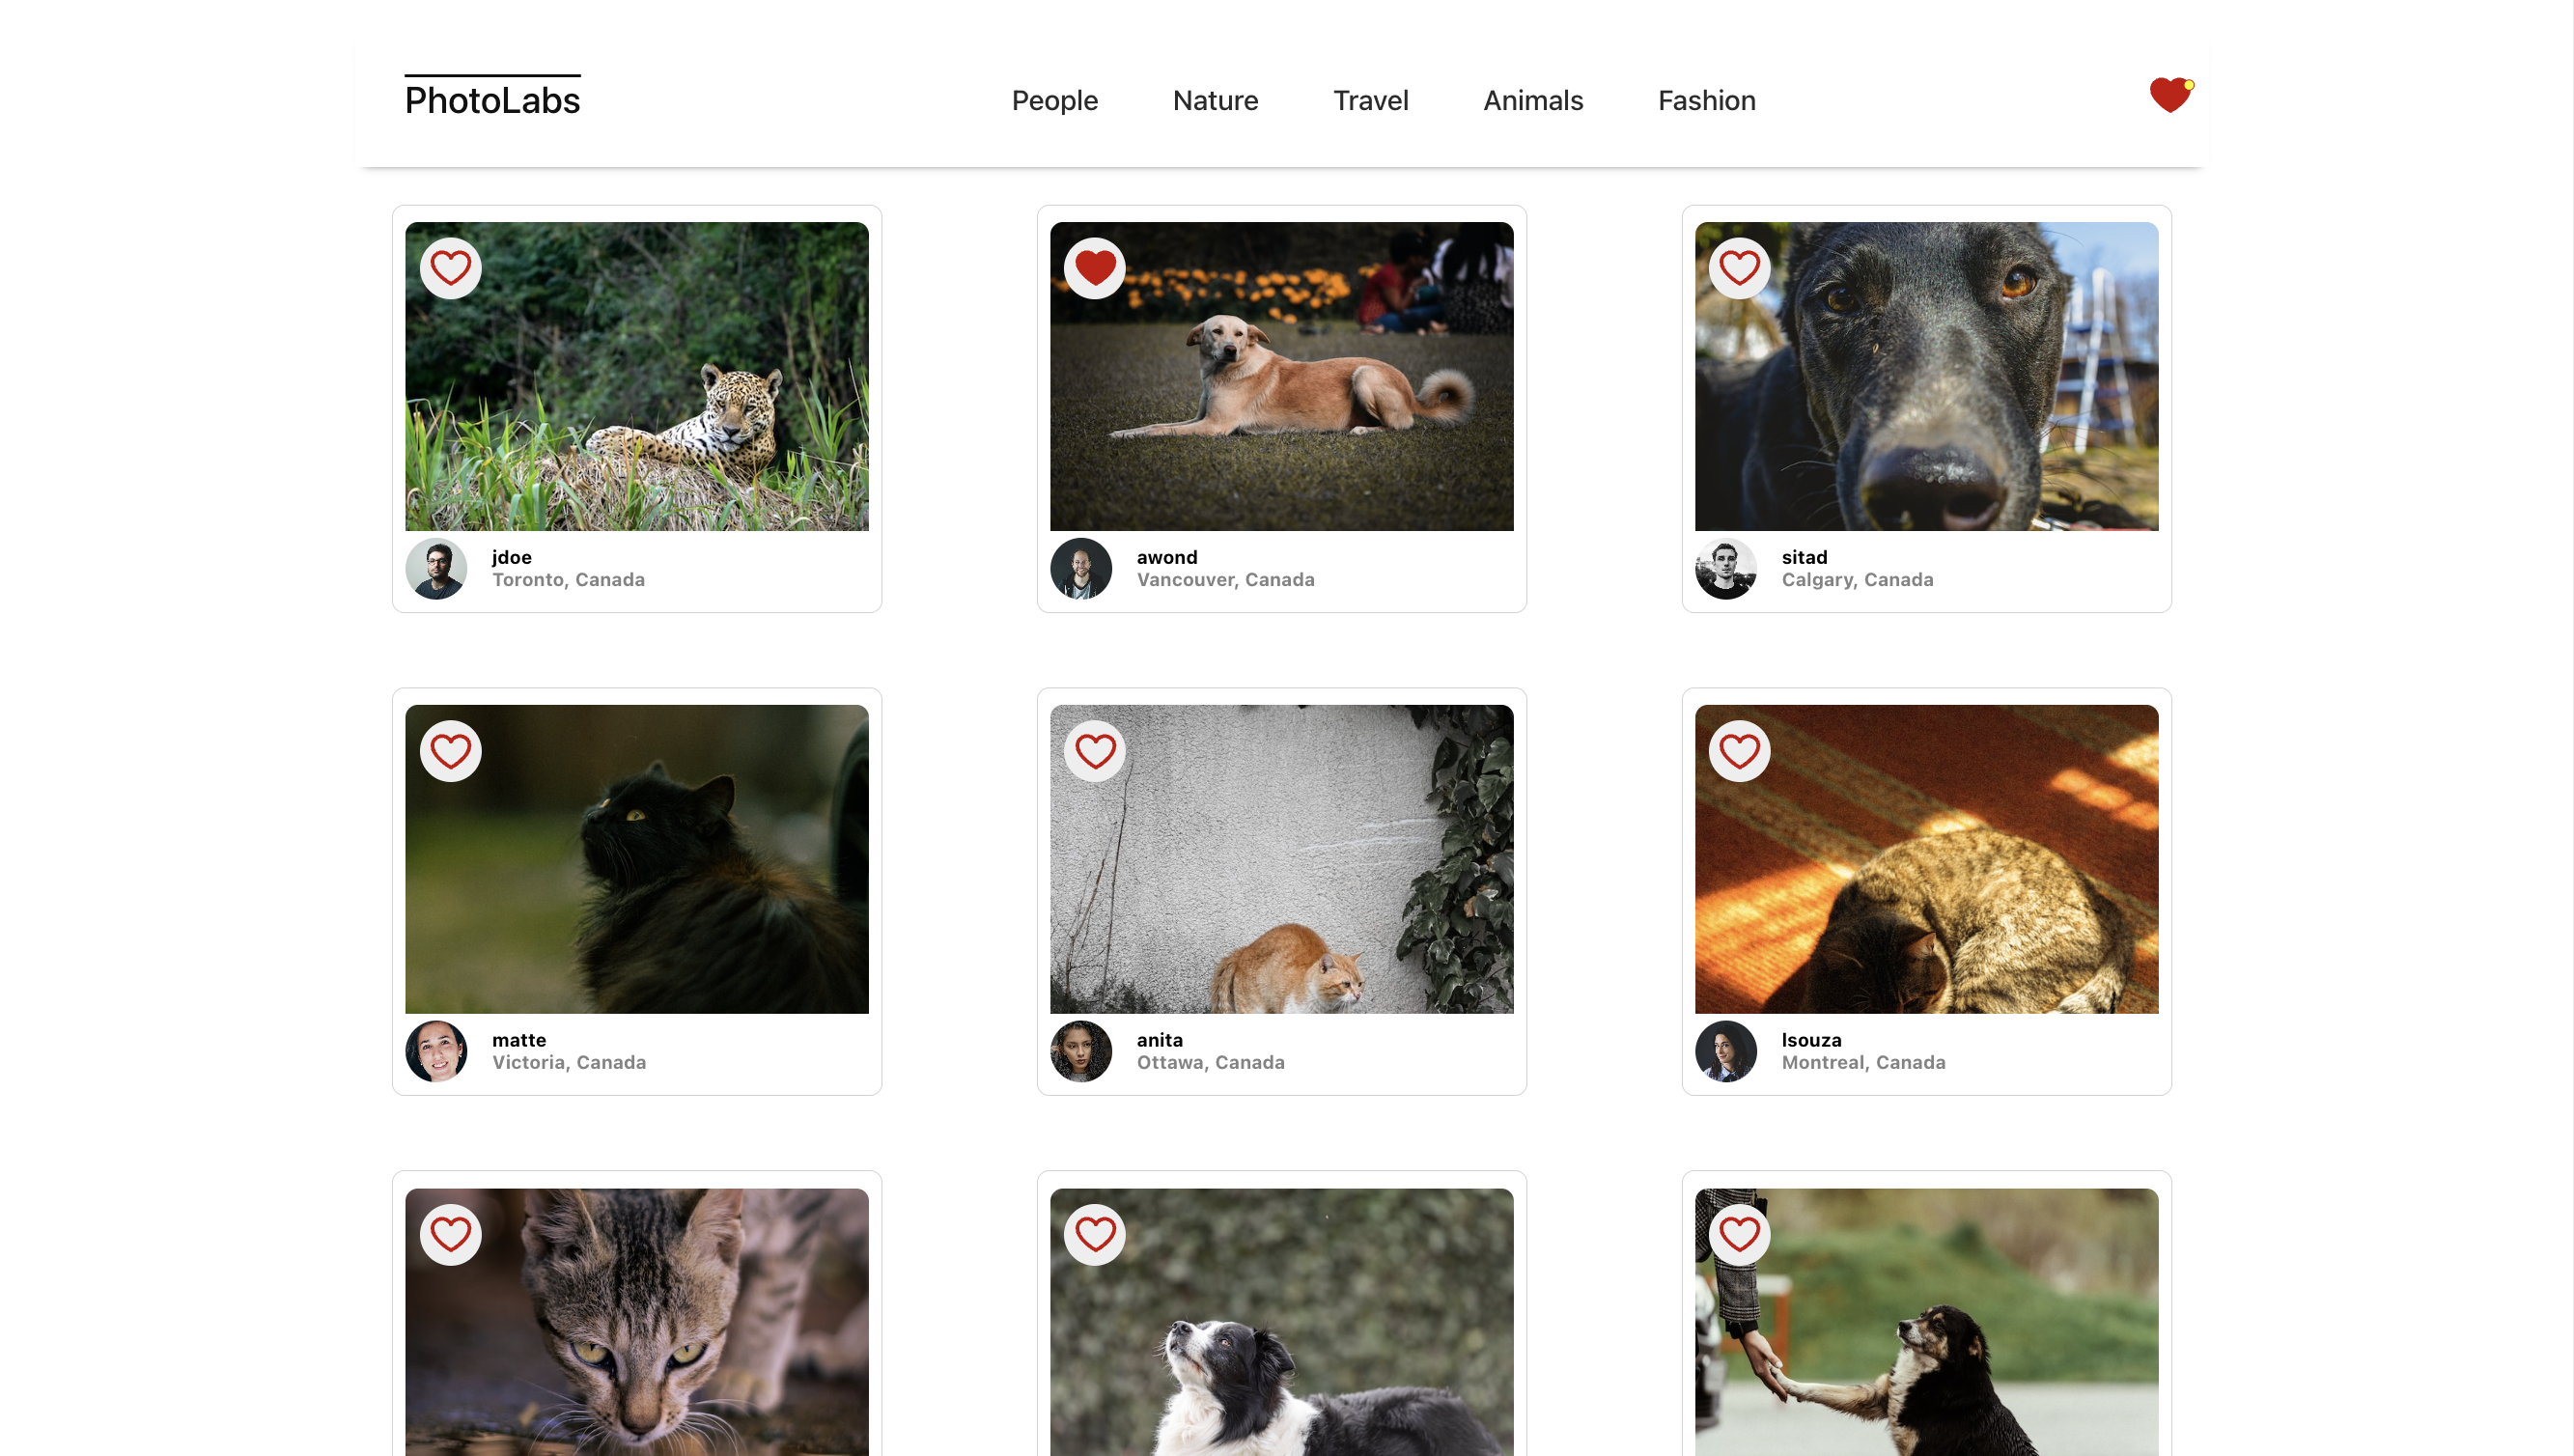 PhotoLabs
People
Nature
Travel
Animals
Fashion
jdoe
Toronto, Canada
awond
Vancouver, Canada
sitad
Calgary, Canada
matte
Victoria, Canada
anita
Ottawa, Canada
lsouza
Montreal, Canada